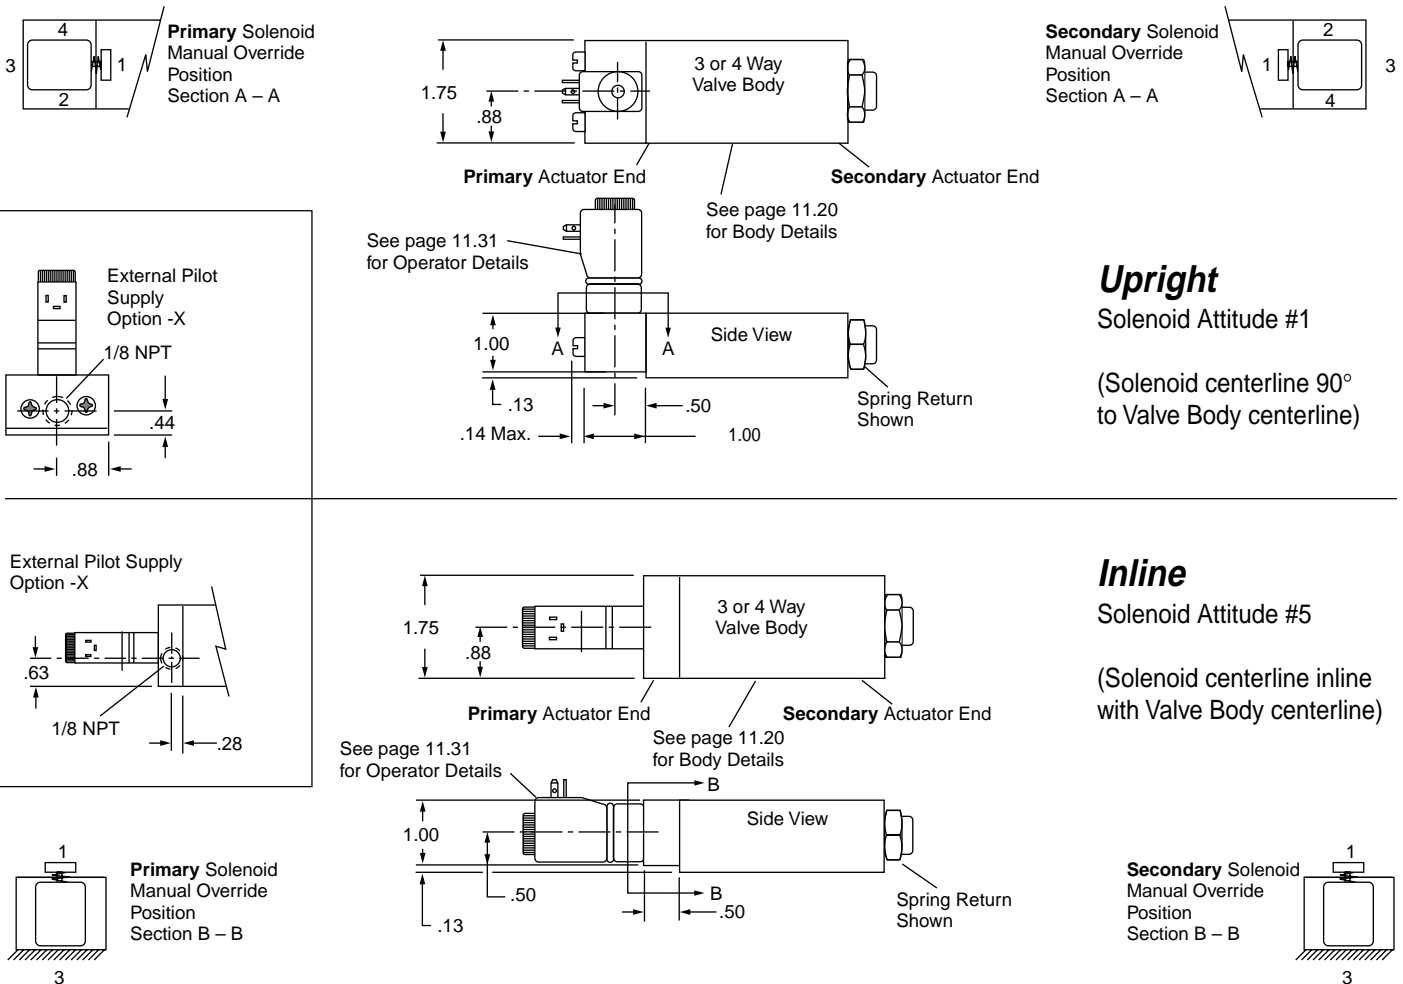 4
3
1
2
Primary Solenoid
Manual Override
Position
Section A – A
1.75
.88
3 or 4 Way
Valve Body
Primary Actuator End
Secondary Actuator End
See page 11.20
for Body Details
Secondary Solenoid
Manual Override
Position
Section A – A
2
1
3
4
External Pilot
Supply
Option -X
1/8 NPT
.44
.88
See page 11.31
for Operator Details
1.00
A
A
Side View
.13
.50
.14 Max.
1.00
Spring Return
Shown
Upright
Solenoid Attitude #1
(Solenoid centerline 90°
to Valve Body centerline)
External Pilot Supply
Option -X
.63
1/8 NPT
.28
1.75
.88
3 or 4 Way
Valve Body
Primary Actuator End
Secondary Actuator End
See page 11.20
for Body Details
Inline
Solenoid Attitude #5
(Solenoid centerline inline
with Valve Body centerline)
See page 11.31
for Operator Details
B
1.00
Side View
.50
B
.50
.13
Spring Return
Shown
1
Primary Solenoid
Manual Override
Position
Section B – B
3
Secondary Solenoid
Manual Override
Position
Section B – B
1
3